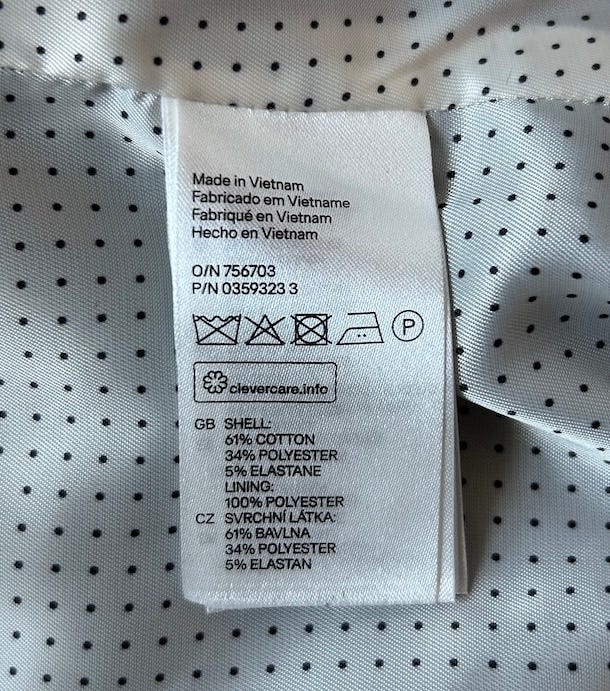 Made in Vietnam
Fabricado em Vietname
Fabriqué en Vietnam
Hecho en Vietnam
O/N 756703
P/N 0359323 3
P
clevercare.info
GB SHELL:
61% COTTON
34% POLYESTER
5% ELASTANE
LINING:
100% POLYESTER
CZ SVRCHNÍ LÁTKA:
61% BAVLNA
34% POLYESTER
5% ELASTAN